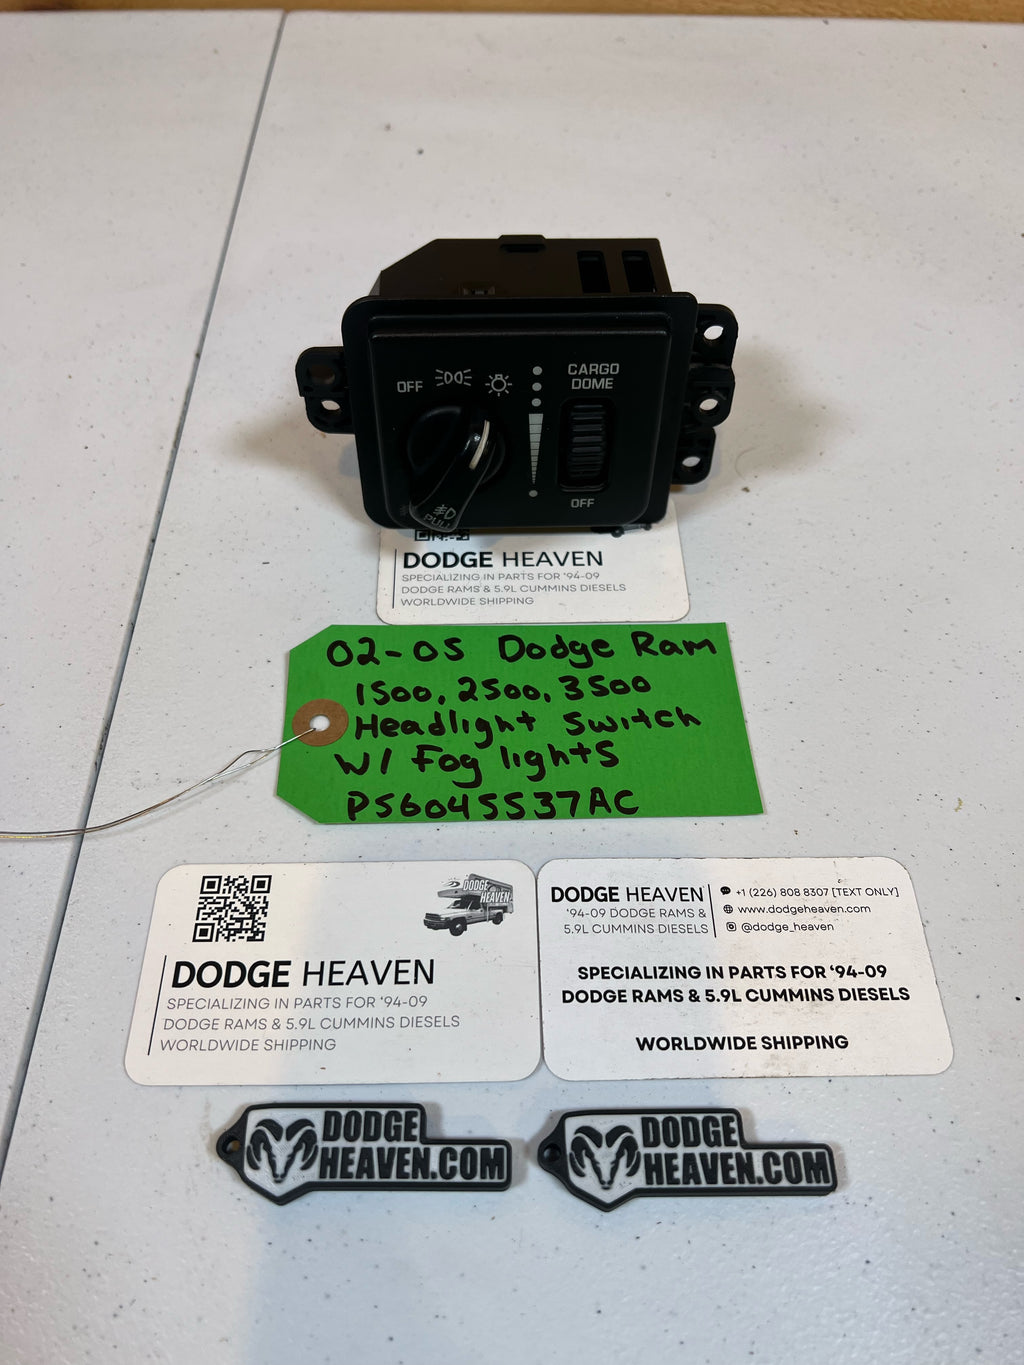 OFF
CARGO
DOME
OFF
PULL
DODGE HEAVEN
SPECIALIZING IN PARTS FOR '94-09
DODGE RAMS & 5.9L CUMMINS DIESELS
WORLDWIDE SHIPPING
02-05 Dodge Ram
1500, 2500, 3500
Headlight Switch
W/ Fog lights
P56045537AC
DODGE HEAVEN
DODGE HEAVEN
SPECIALIZING IN PARTS FOR '94-09
DODGE RAMS & 5.9L CUMMINS DIESELS
WORLDWIDE SHIPPING
DODGE HEAVEN
'94-09 DODGE RAMS &
5.9L CUMMINS DIESELS
+1 (226) 808 8307 [TEXT ONLY]
www.dodgeheaven.com
@dodge_heaven
SPECIALIZING IN PARTS FOR '94-09
DODGE RAMS & 5.9L CUMMINS DIESELS
WORLDWIDE SHIPPING
DODGE
HEAVEN.COM
DODGE
HEAVEN.COM